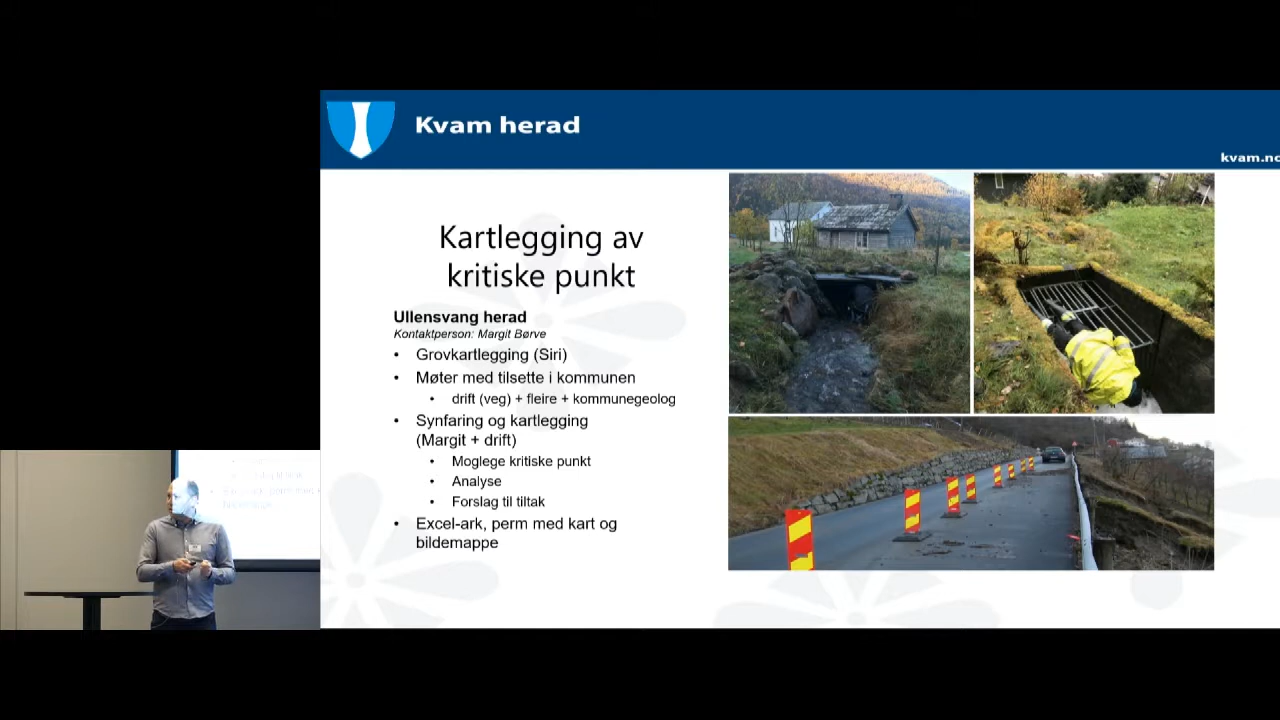 Kvam herad
kvam.no
Kartlegging av
kritiske punkt
Ullensvang herad
Kontaktperson: Margit Børve
• Grovkartlegging (Siri)
• Møter med tilsette i kommunen
• drift (veg) + fleire + kommunegeolog
• Synfaring og kartlegging
(Margit + drift)
• Moglege kritiske punkt
• Analyse
• Forslag til tiltak
• Excel-ark, perm med kart og
bildemappe